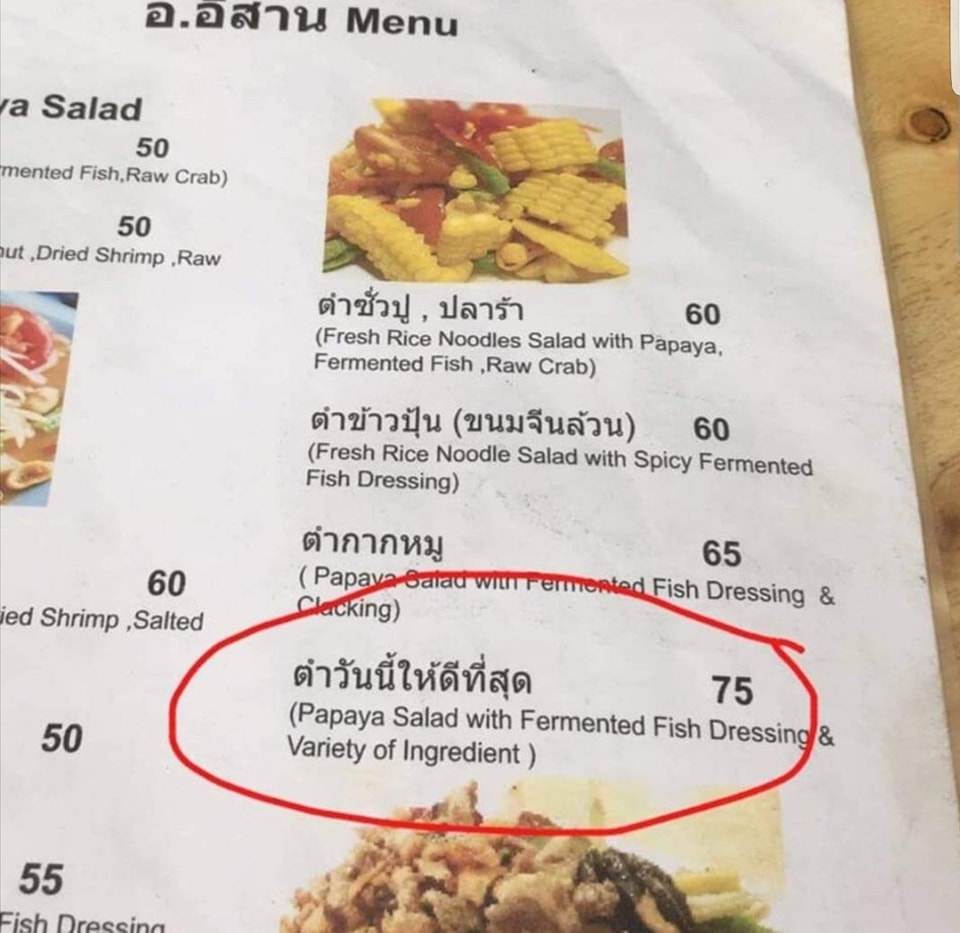 อ.อีสาน Menu
Salad
50
Fish,Raw Crab)
50
,Dried Shrimp ,Raw
60
Shrimp ,Salted
50
55
Fish Dressing
ตำซั่วปู , ปลาร้า 60
(Fresh Rice Noodles Salad with Papaya,
Fermented Fish ,Raw Crab)
ตำข้าวปุ้น (ขนมจีนล้วน) 60
(Fresh Rice Noodle Salad with Spicy Fermented
Fish Dressing)
ตำกากหมู 65
( Papaya Salad with Fermented Fish Dressing &
Clacking)
ตำวันนี้ให้ดีที่สุด 75
(Papaya Salad with Fermented Fish Dressing &
Variety of Ingredient )